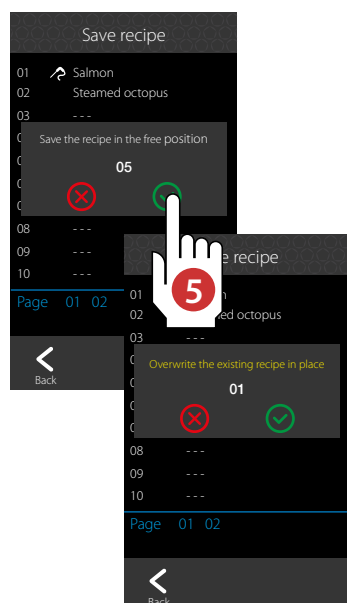 Save recipe
01 Salmon
02 Steamed octopus
03 ---
Save the recipe in the free position
05
08 ---
09 ---
10 ---
Page 01 02
Back
5
recipe
01
02 octopus
03
Overwrite the existing recipe in place
01
08 ---
09 ---
10 ---
Page 01 02
Back